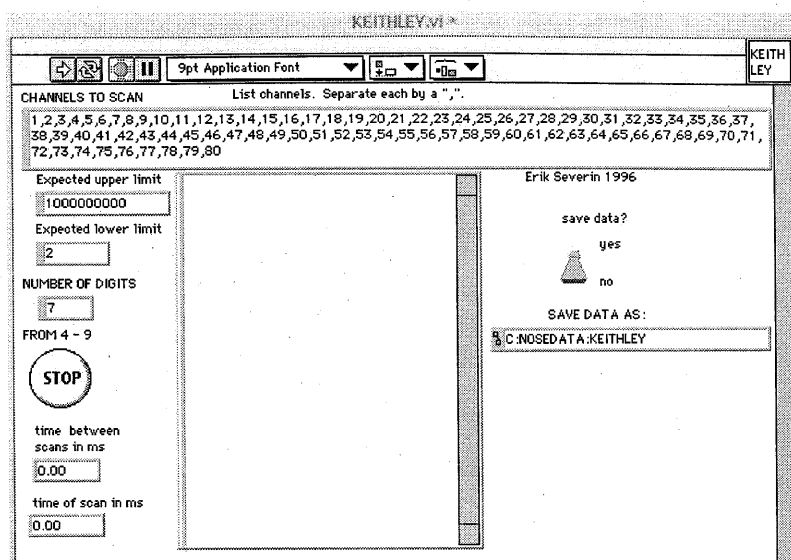 KEITHLEY.vi *
9pt Application Font
KEITH
LEY
CHANNELS TO SCAN
List channels. Separate each by a ",".
1,2,3,4,5,6,7,8,9,10,11,12,13,14,15,16,17,18,19,20,21,22,23,24,25,26,27,28,29,30,31,32,33,34,35,36,37,
38,39,40,41,42,43,44,45,46,47,48,49,50,51,52,53,54,55,56,57,58,59,60,61,62,63,64,65,66,67,68,69,70,71,
72,73,74,75,76,77,78,79,80
Expected upper limit
1000000000
Expected lower limit
2
NUMBER OF DIGITS
7
FROM 4 - 9
STOP
time between
scans in ms
0.00
time of scan in ms
0.00
Erik Severin 1996
save data?
yes
no
SAVE DATA AS:
C:NOSEDATA:KEITHLEY